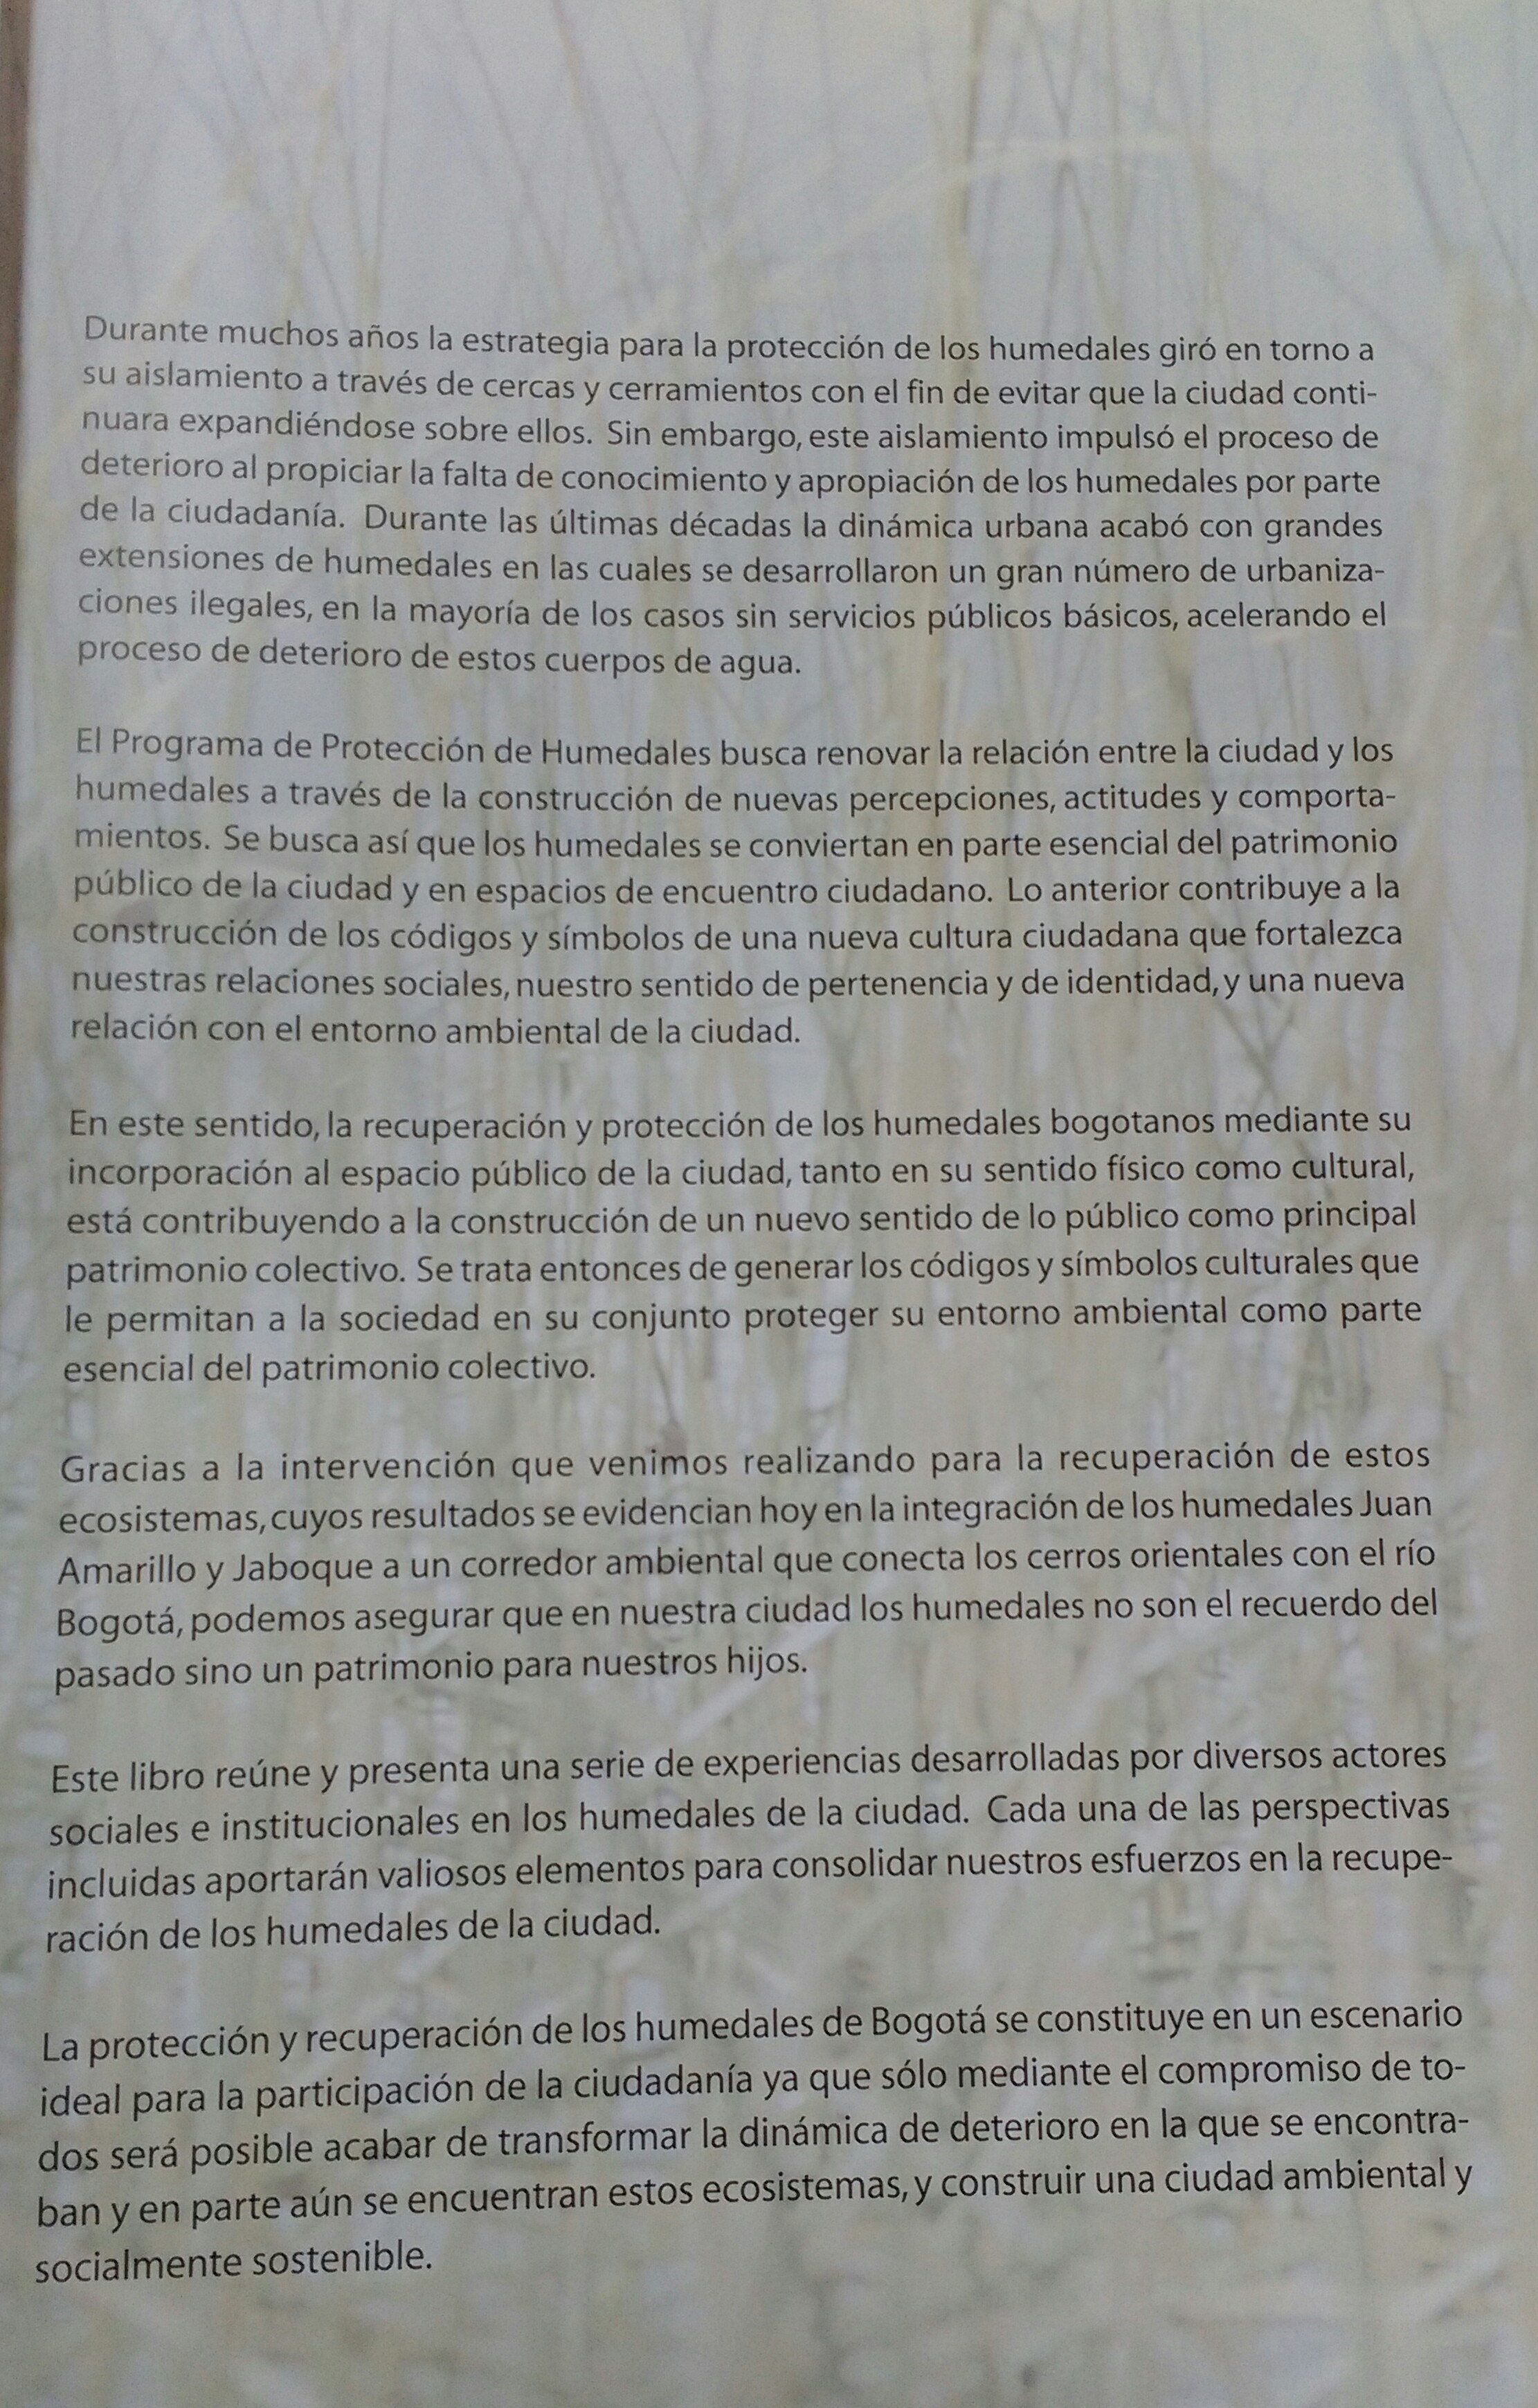 Durante muchos años la estrategia para la protección de los humedales giró en torno a
su aislamiento a través de cercas y cerramientos con el fin de evitar que la ciudad conti-
nuara expandiéndose sobre ellos. Sin embargo, este aislamiento impulsó el proceso de
deterioro al propiciar la falta de conocimiento y apropiación de los humedales por parte
de la ciudadanía. Durante las últimas décadas la dinámica urbana acabó con grandes
extensiones de humedales en las cuales se desarrollaron un gran número de urbaniza-
ciones ilegales, en la mayoría de los casos sin servicios públicos básicos, acelerando el
proceso de deterioro de estos cuerpos de agua.
El Programa de Protección de Humedales busca renovar la relación entre la ciudad y los
humedales a través de la construcción de nuevas percepciones, actitudes y comporta-
mientos. Se busca así que los humedales se conviertan en parte esencial del patrimonio
público de la ciudad y en espacios de encuentro ciudadano. Lo anterior contribuye a la
construcción de los códigos y símbolos de una nueva cultura ciudadana que fortalezca
nuestras relaciones sociales, nuestro sentido de pertenencia y de identidad, y una nueva
relación con el entorno ambiental de la ciudad.
En este sentido, la recuperación y protección de los humedales bogotanos mediante su
incorporación al espacio público de la ciudad, tanto en su sentido físico como cultural,
está contribuyendo a la construcción de un nuevo sentido de lo público como principal
patrimonio colectivo. Se trata entonces de generar los códigos y símbolos culturales que
le permitan a la sociedad en su conjunto proteger su entorno ambiental como parte
esencial del patrimonio colectivo.
Gracias a la intervención que venimos realizando para la recuperación de estos
ecosistemas, cuyos resultados se evidencian hoy en la integración de los humedales Juan
Amarillo y Jaboque a un corredor ambiental que conecta los cerros orientales con el río
Bogotá, podemos asegurar que en nuestra ciudad los humedales no son el recuerdo del
pasado sino un patrimonio para nuestros hijos.
Este libro reúne y presenta una serie de experiencias desarrolladas por diversos actores
sociales e institucionales en los humedales de la ciudad. Cada una de las perspectivas
incluidas aportarán valiosos elementos para consolidar nuestros esfuerzos en la recupe-
ración de los humedales de la ciudad.
La protección y recuperación de los humedales de Bogotá se constituye en un escenario
ideal para la participación de la ciudadanía ya que sólo mediante el compromiso de to-
dos será posible acabar de transformar la dinámica de deterioro en la que se encontra-
ban y en parte aún se encuentran estos ecosistemas, y construir una ciudad ambiental y
socialmente sostenible.